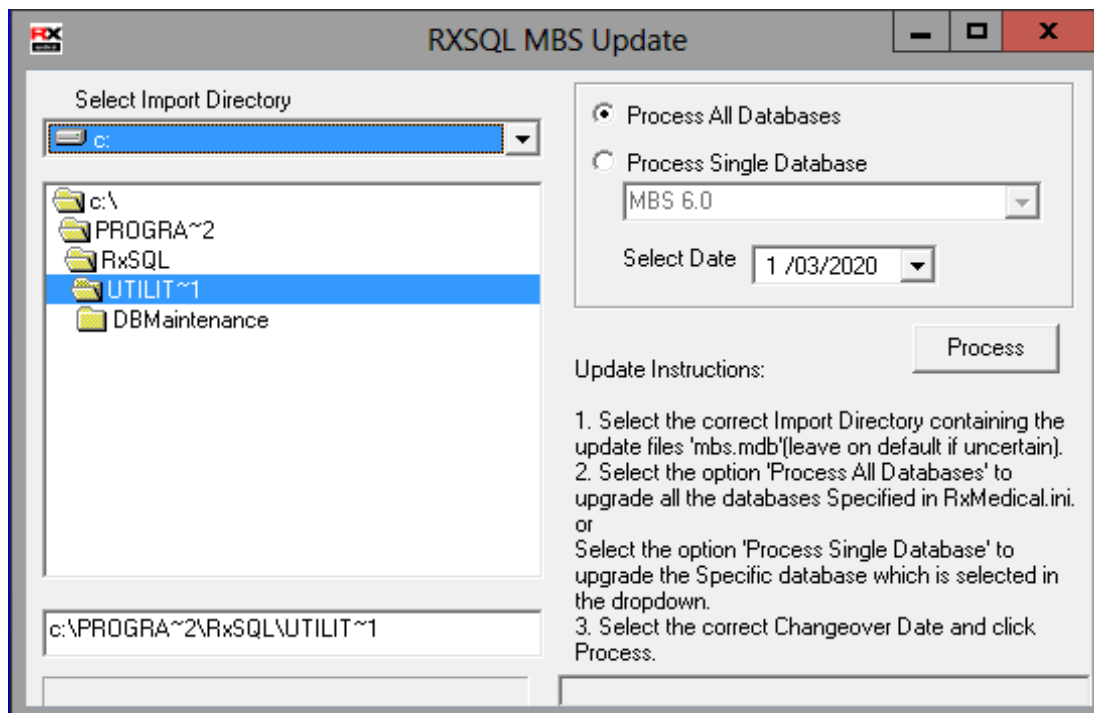 RX
RXSQL MBS Update
Select Import Directory
c:
c:\
PROGRA~2
RxSQL
UTILIT~1
DBMaintenance
c:\PROGRA~2\RxSQL\UTILIT~1
Process All Databases
Process Single Database
MBS 6.0
Select Date 1 /03/2020
Process
Update Instructions:
1. Select the correct Import Directory containing the
update files 'mbs.mdb'(leave on default if uncertain).
2. Select the option 'Process All Databases' to
upgrade all the databases Specified in RxMedical.ini.
or
Select the option 'Process Single Database' to
upgrade the Specific database which is selected in
the dropdown.
3. Select the correct Changeover Date and click
Process.